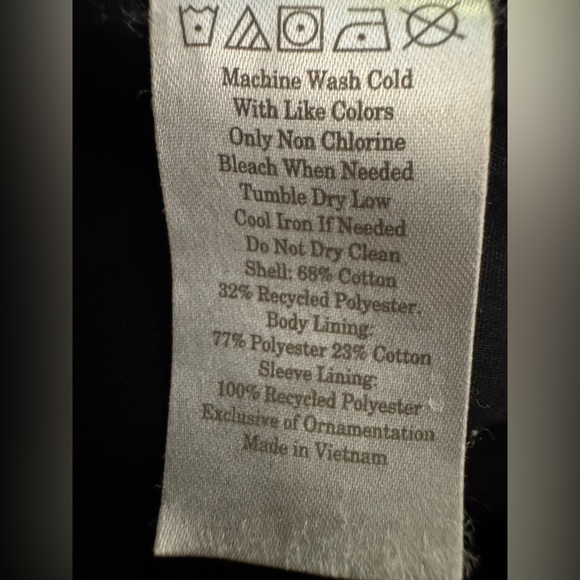 Machine Wash Cold
With Like Colors
Only Non Chlorine
Bleach When Needed
Tumble Dry Low
Cool Iron If Needed
Do Not Dry Clean
Shell: 68% Cotton
32% Recycled Polyester.
Body Lining:
77% Polyester 23% Cotton
Sleeve Lining:
100% Recycled Polyester
Exclusive of Ornamentation
Made in Vietnam